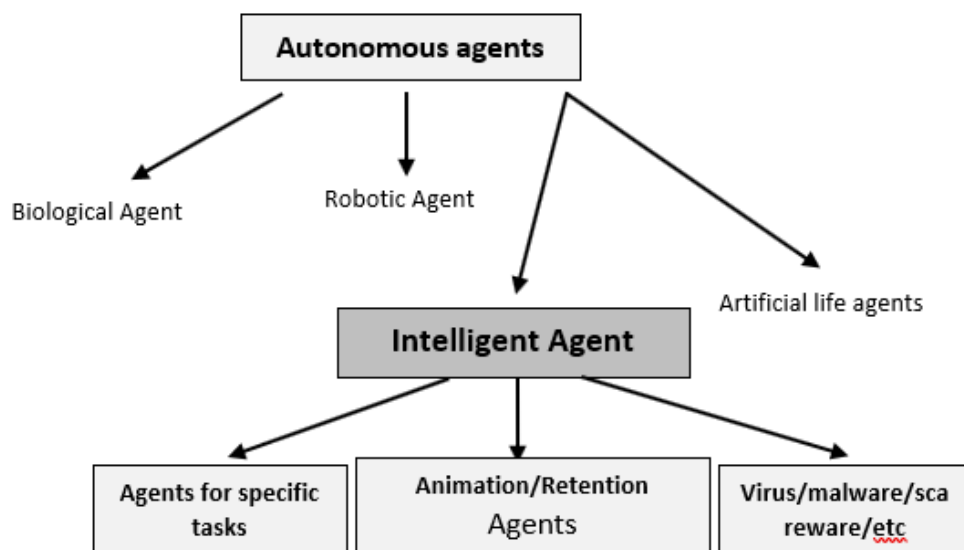 Autonomous agents
Biological Agent
Robotic Agent
Artificial life agents
Intelligent Agent
Agents for specific
tasks
Animation/Retention
Agents
Virus/malware/sca
reware/etc